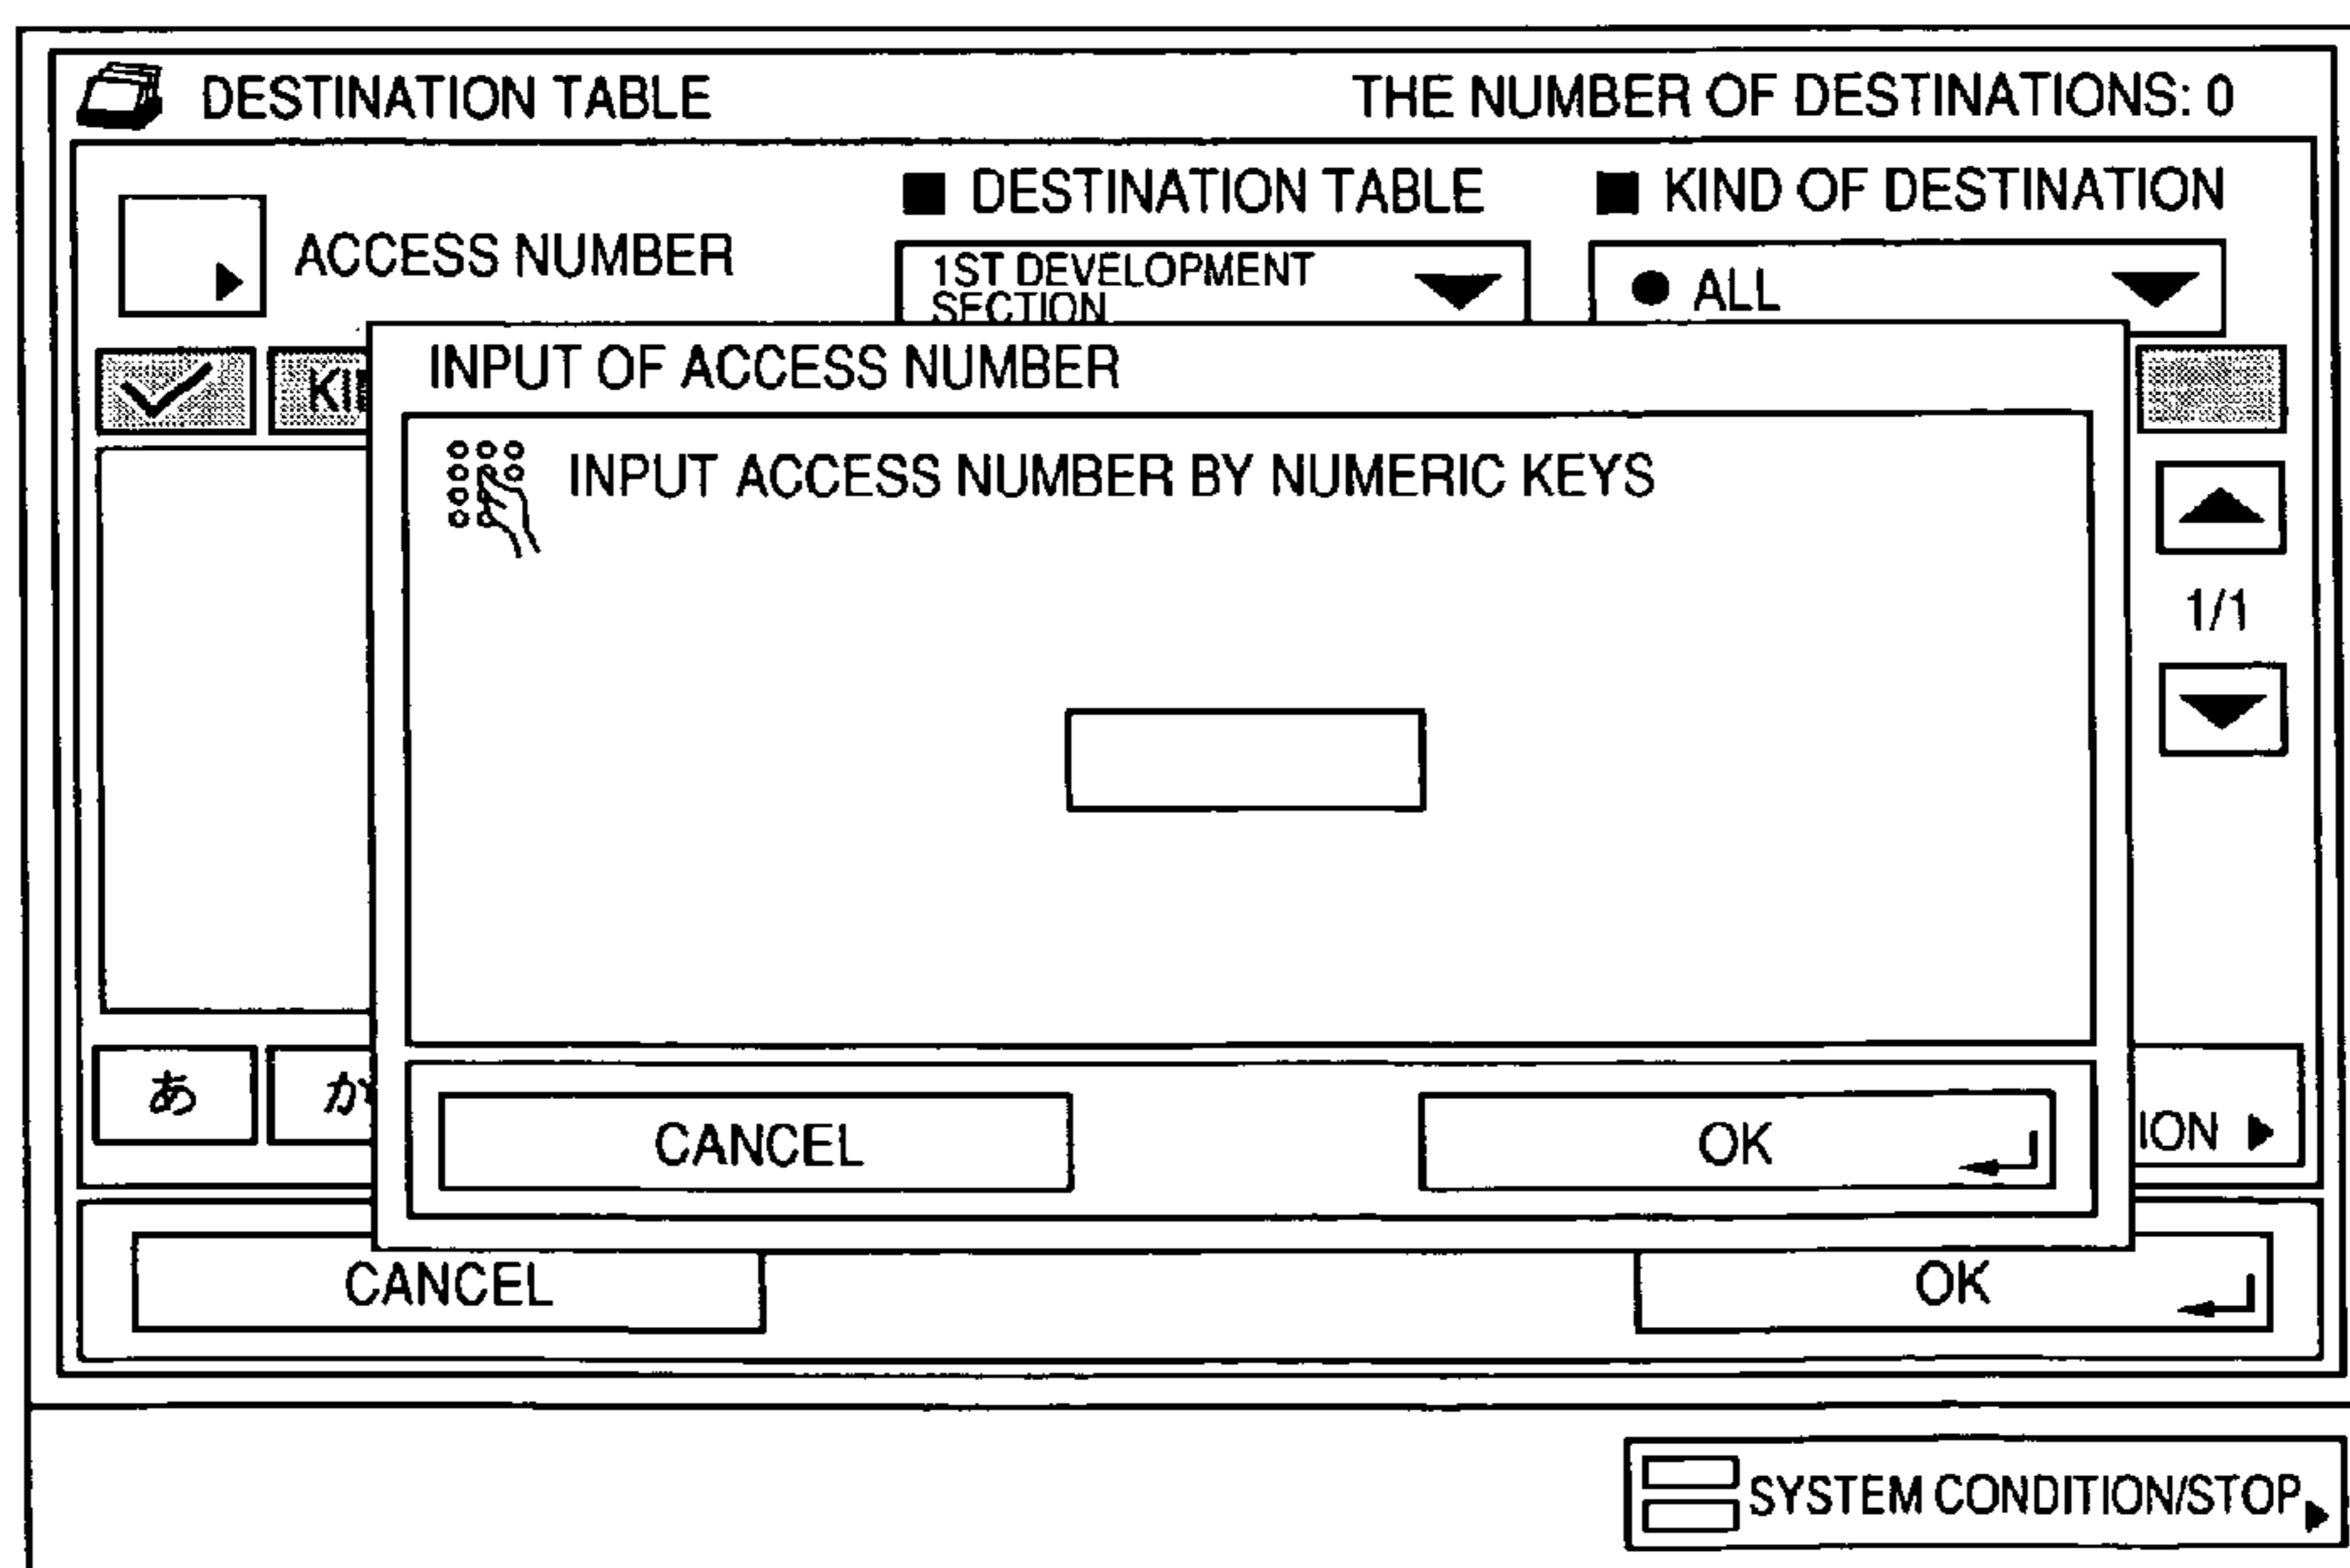 DESTINATION TABLE
THE NUMBER OF DESTINATIONS: 0
ACCESS NUMBER
■ DESTINATION TABLE
■ KIND OF DESTINATION
1ST DEVELOPMENT
SECTION
● ALL
INPUT OF ACCESS NUMBER
INPUT ACCESS NUMBER BY NUMERIC KEYS
1/1
あ
か
CANCEL
OK
ION
CANCEL
OK
SYSTEM CONDITION/STOP